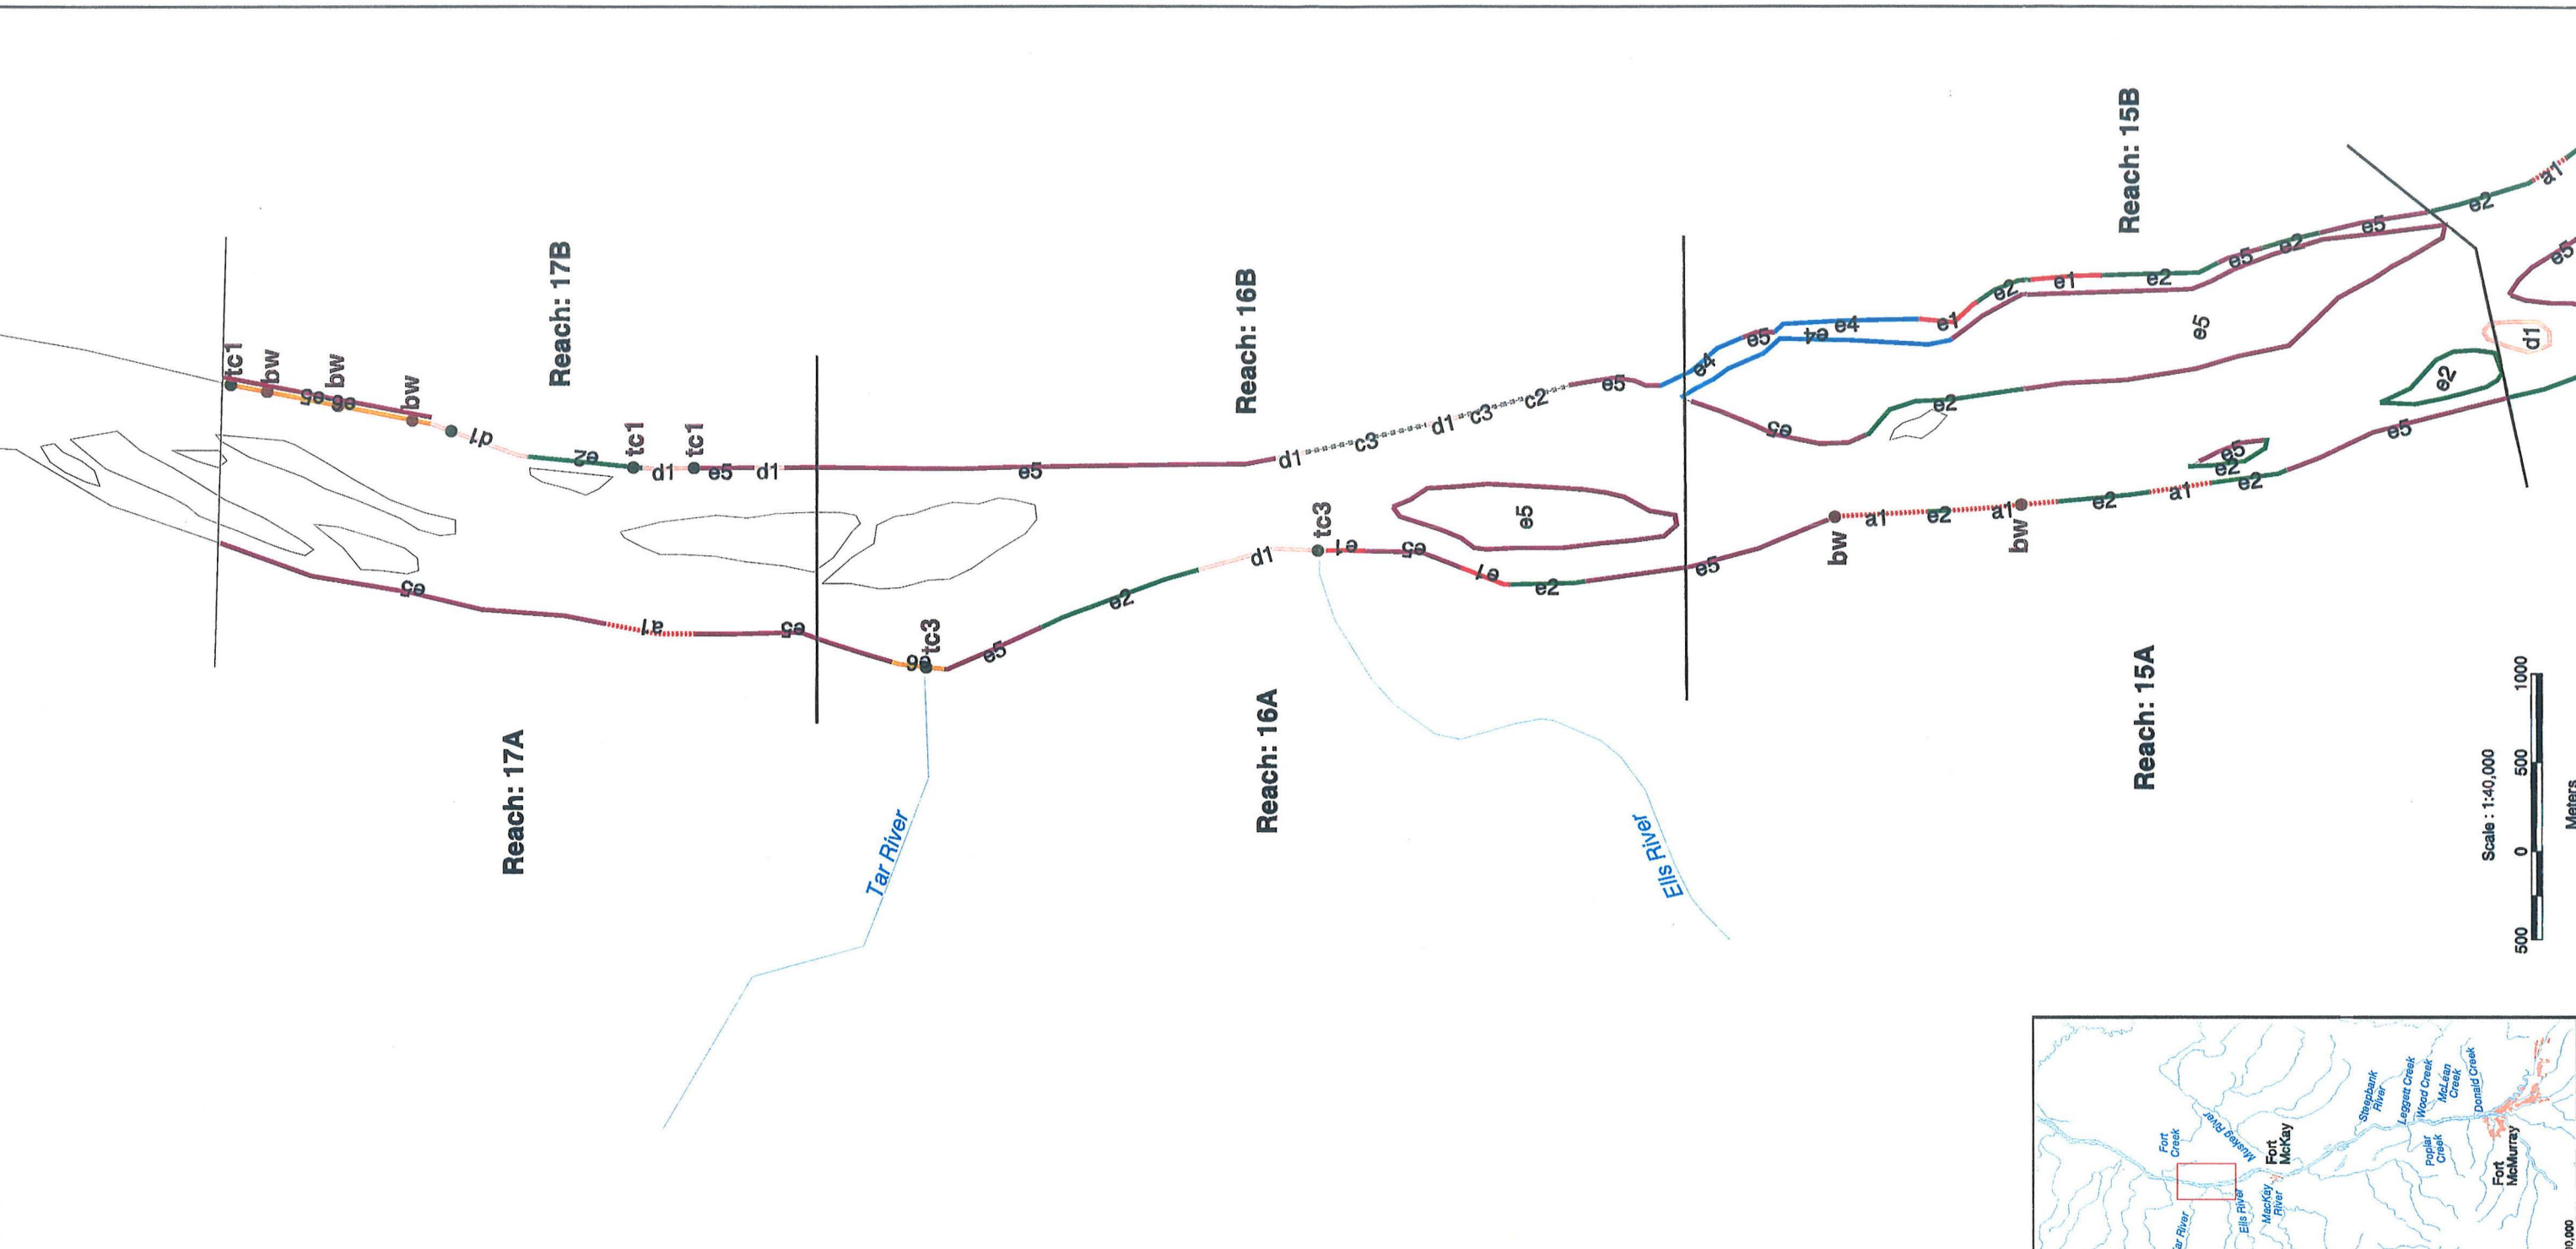 Reach: 17B
Reach: 16B
Reach: 15B
tc1
bw
e5
bw
e6
bw
d1
e2
tc1
d1
tc1
e5
d1
e5
d1
c3
d1
c3
c2
e5
e4
e5
e4
e4
e1
e2
e1
e2
e5
e2
e5
e2
a1
e5
e5
e2
e5
d1
e2
e5
e5
e2
e5
a1
e5
e6
tc3
e5
e2
d1
tc3
e1
e5
e1
e2
e5
e5
bw
a1
e2
a1
bw
e2
a1
e2
e5
Reach: 17A
Reach: 16A
Reach: 15A
Tar River
Ells River
Scale : 1:40,000
500 0 500 1000
Meters
Fort
Creek
Muskeg River
Fort
McKay
Steepbank
River
Leggett Creek
Wood Creek
McLean
Creek
Donald Creek
Poplar
Creek
Fort
McMurray
Ells River
MacKay
River